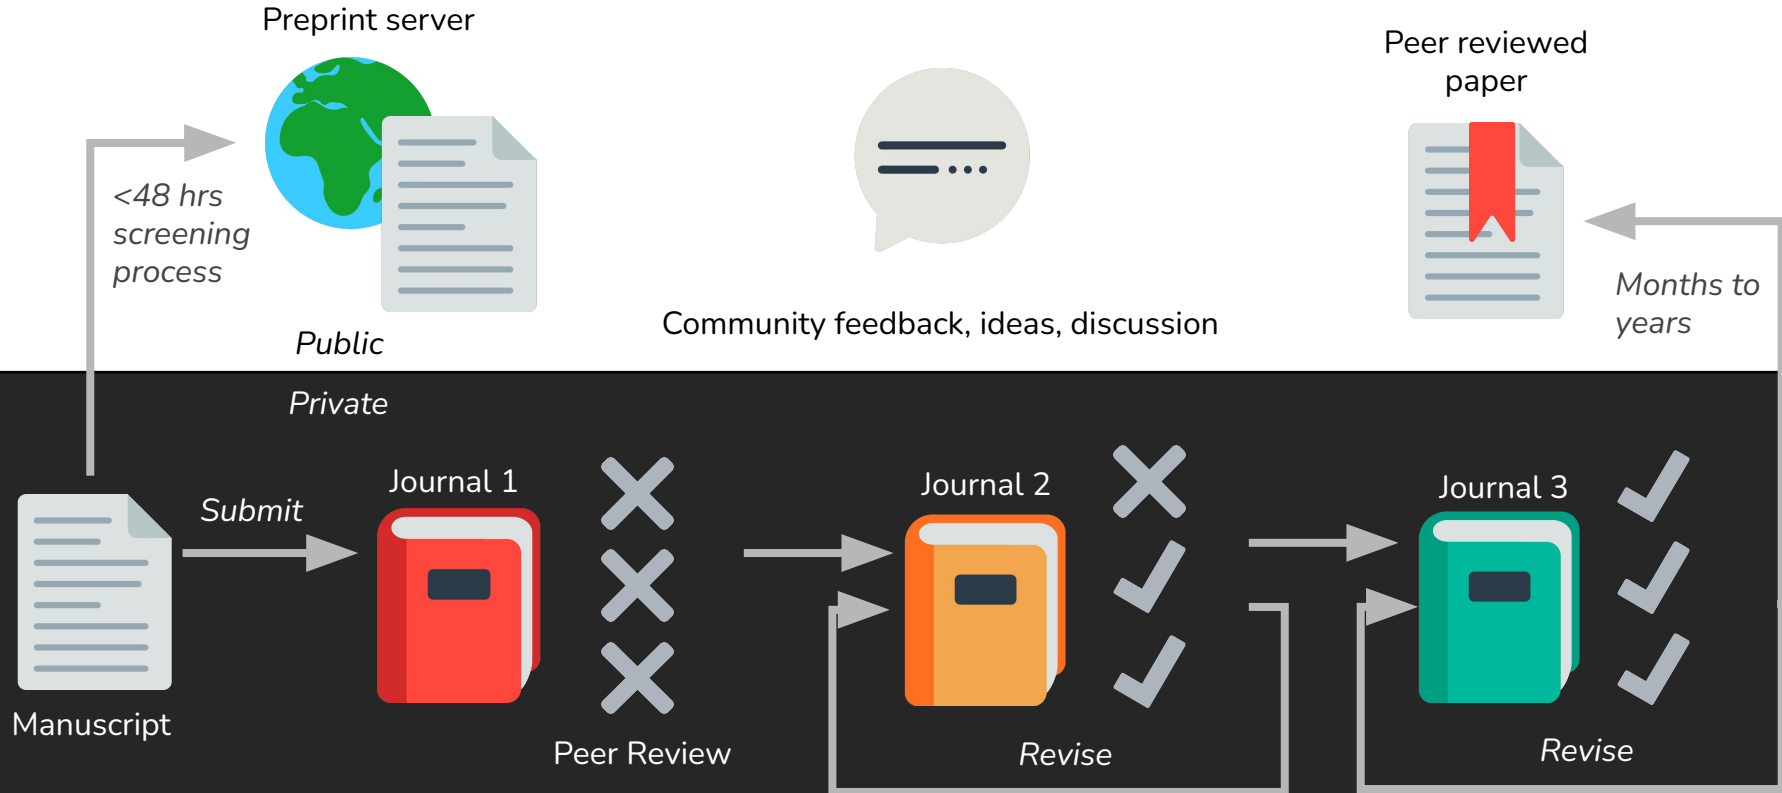 Preprint server
Peer reviewed
paper
<48 hrs
screening
process
Months to
years
Community feedback, ideas, discussion
Public
Private
Submit
Journal 1
Journal 2
Journal 3
Manuscript
Peer Review
Revise
Revise